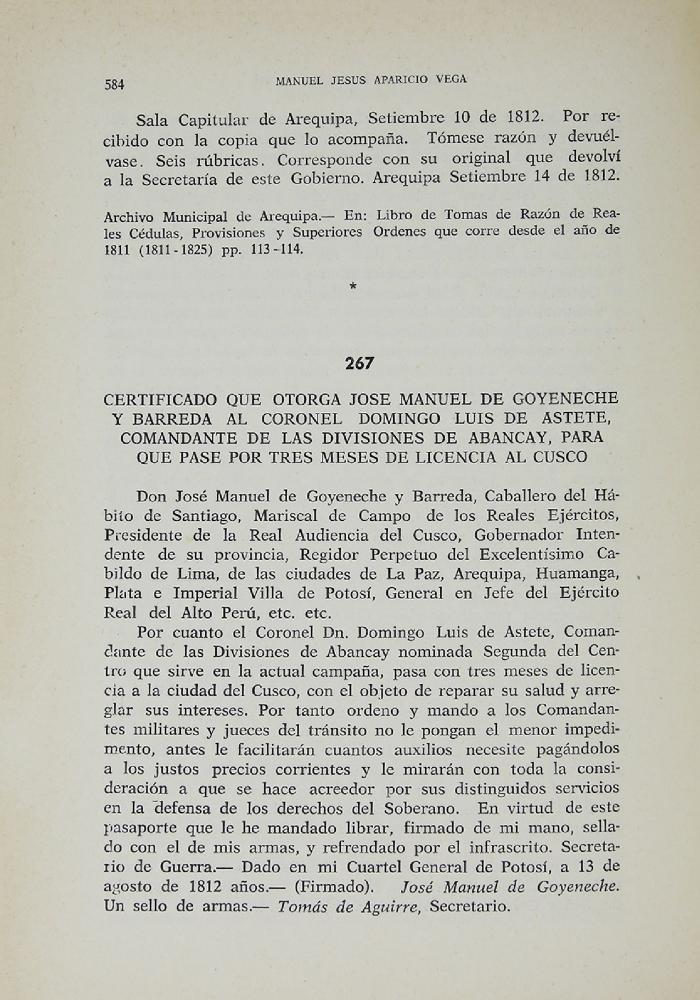 584
MANUEL JESUS APARICIO VEGA
Sala Capitular de Arequipa, Setiembre 10 de 1812. Por re-
cibido con la copia que lo acompaña. Tómese razón y devuél-
vase. Seis rúbricas. Corresponde con su original que devolví
a la Secretaría de este Gobierno. Arequipa Setiembre 14 de 1812.
Archivo Municipal de Arequipa.— En: Libro de Tomas de Razón de Rea-
les Cédulas, Provisiones y Superiores Ordenes que corre desde el año de
1811 (1811-1825) pp. 113-114.
*
267
CERTIFICADO QUE OTORGA JOSE MANUEL DE GOYENECHE
Y BARREDA AL CORONEL DOMINGO LUIS DE ASTETE,
COMANDANTE DE LAS DIVISIONES DE ABANCAY, PARA
QUE PASE POR TRES MESES DE LICENCIA AL CUSCO
Don José Manuel de Goyeneche y Barreda, Caballero del Há-
bito de Santiago, Mariscal de Campo de los Reales Ejércitos,
Presidente de la Real Audiencia del Cusco, Gobernador Inten-
dente de su provincia, Regidor Perpetuo del Excelentísimo Ca-
bildo de Lima, de las ciudades de La Paz, Arequipa, Huamanga,
Plata e Imperial Villa de Potosí, General en Jefe del Ejército
Real del Alto Perú, etc. etc.
Por cuanto el Coronel Dn. Domingo Luis de Astete, Coman-
dante de las Divisiones de Abancay nominada Segunda del Cen-
tro que sirve en la actual campaña, pasa con tres meses de licen-
cia a la ciudad del Cusco, con el objeto de reparar su salud y arre-
glar sus intereses. Por tanto ordeno y mando a los Comandan-
tes militares y jueces del tránsito no le pongan el menor impedi-
mento, antes le facilitarán cuantos auxilios necesite pagándolos
a los justos precios corrientes y le mirarán con toda la consi-
deración a que se hace acreedor por sus distinguidos servicios
en la defensa de los derechos del Soberano. En virtud de este
pasaporte que le he mandado librar, firmado de mi mano, sella-
do con el de mis armas, y refrendado por el infrascrito. Secreta-
rio de Guerra.— Dado en mi Cuartel General de Potosí, a 13 de
agosto de 1812 años.— (Firmado). José Manuel de Goyeneche.
Un sello de armas.— Tomás de Aguirre, Secretario.